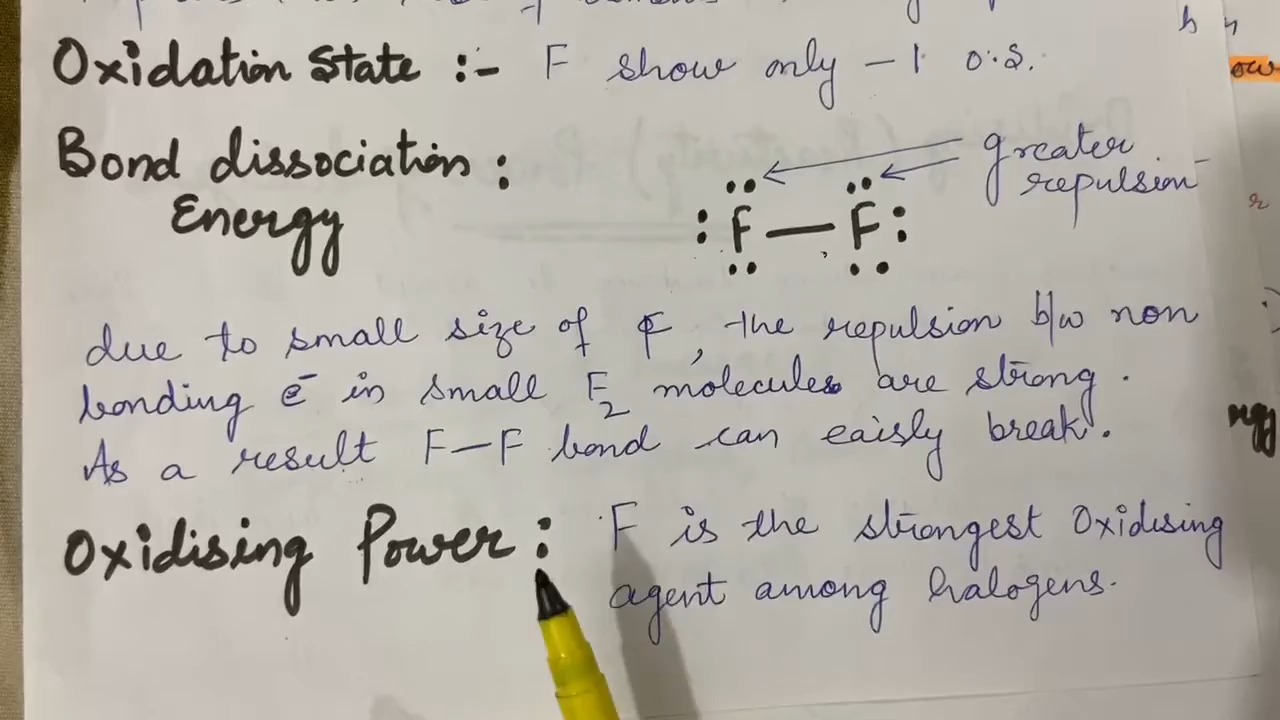 Oxidation State :- F show only -1 o.s.
Bond dissociation :
Energy
greater
repulsion
:F—F:
due to small size of F, the repulsion b/w non
bonding e⁻ in small F₂ molecules are strong.
As a result F—F bond can eaisly break.
Oxidising Power : F is the strongest Oxidising
agent among halogens.